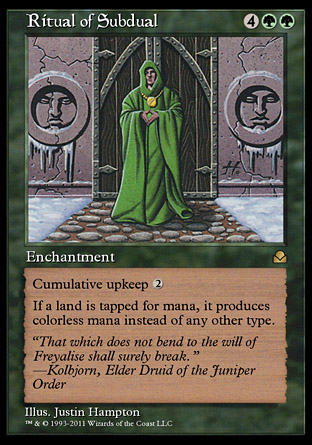 Ritual of Subdual 4
Enchantment
Cumulative upkeep 2
If a land is tapped for mana, it produces
colorless mana instead of any other type.
“That which does not bend to the will of
Freyalise shall surely break.”
—Kolbjorn, Elder Druid of the Juniper
Order
Illus. Justin Hampton
™ & © 1993-2011 Wizards of the Coast LLC